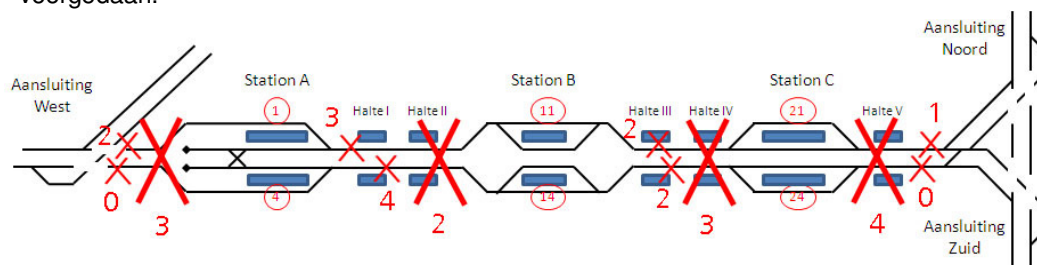 voorgedaan.
Aansluiting
Noord
Aansluiting
West
Station A
Station B
Station C
1
11
21
Halte I
Halte II
Halte III
Halte IV
Halte V
2
3
2
1
0
3
4
4
2
14
2
3
24
4
0
Aansluiting
Zuid